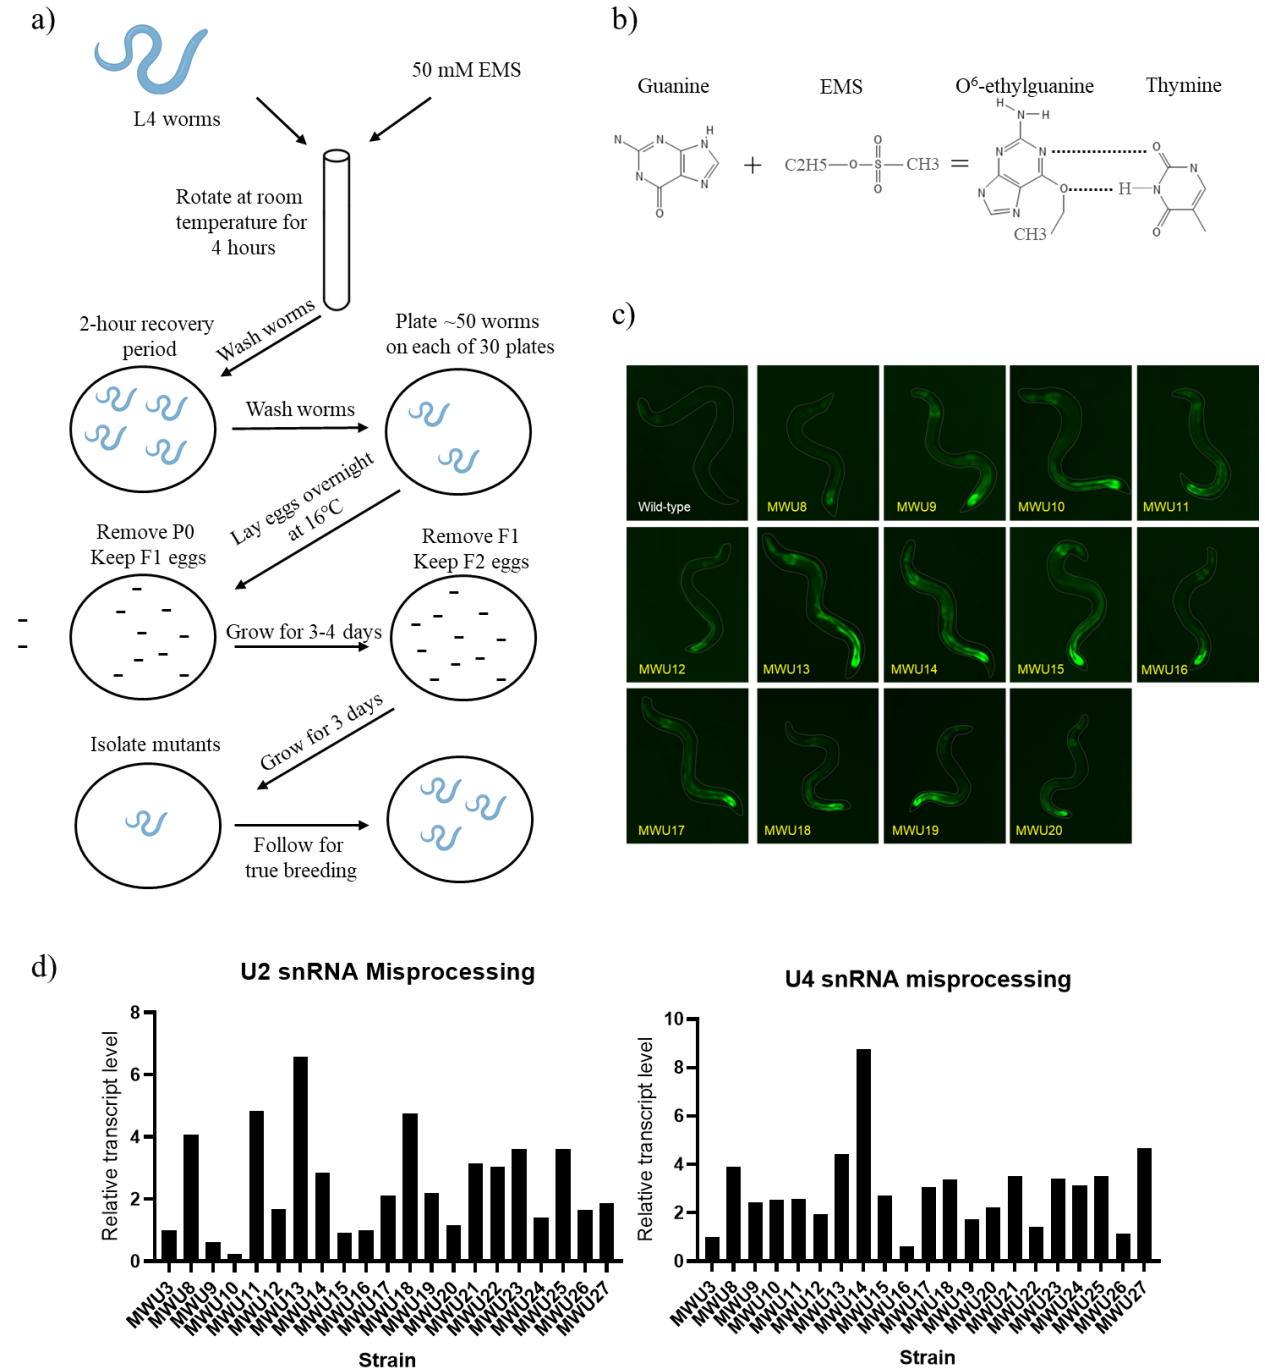 a)
L4 worms
50 mM EMS
Rotate at room
temperature for
4 hours
Wash worms
2-hour recovery
period
Plate ~50 worms
on each of 30 plates
Wash worms
Lay eggs overnight
at 16°C
Remove P0
Keep F1 eggs
Remove F1
Keep F2 eggs
Grow for 3-4 days
Grow for 3 days
Isolate mutants
Follow for
true breeding
b)
Guanine
EMS
O⁶-ethylguanine
Thymine
N
N
H
N
N
N
O
+
C2H5
O
S
O
O
CH3
=
H
N
H
N
N
N
N
O
CH3
O
N
H
N
O
c)
Wild-type
MWU8
MWU9
MWU10
MWU11
MWU12
MWU13
MWU14
MWU15
MWU16
MWU17
MWU18
MWU19
MWU20
d)
U2 snRNA Misprocessing
Relative transcript level
8
6
4
2
0
MWU3
MWU8
MWU9
MWU10
MWU11
MWU12
MWU13
MWU14
MWU15
MWU16
MWU17
MWU18
MWU19
MWU20
MWU21
MWU22
MWU23
MWU24
MWU25
MWU26
MWU27
Strain
U4 snRNA misprocessing
Relative transcript level
10
8
6
4
2
0
MWU3
MWU8
MWU9
MWU10
MWU11
MWU12
MWU13
MWU14
MWU15
MWU16
MWU17
MWU18
MWU19
MWU20
MWU21
MWU22
MWU23
MWU24
MWU25
MWU26
MWU27
Strain